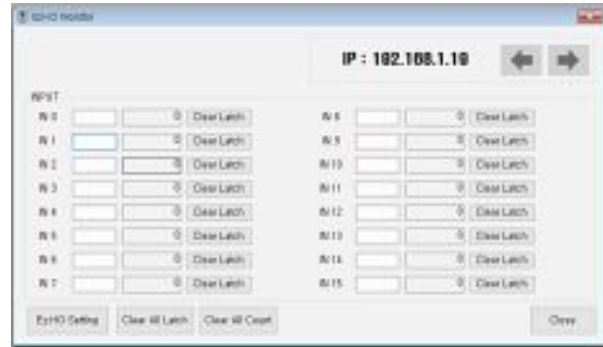 IP : 192.168.1.10
INPUT
IN 0 0 Clear Latch IN 8 0 Clear Latch
IN 1 0 Clear Latch IN 9 0 Clear Latch
IN 2 0 Clear Latch IN 10 0 Clear Latch
IN 3 0 Clear Latch IN 11 0 Clear Latch
IN 4 0 Clear Latch IN 12 0 Clear Latch
IN 5 0 Clear Latch IN 13 0 Clear Latch
IN 6 0 Clear Latch IN 14 0 Clear Latch
IN 7 0 Clear Latch IN 15 0 Clear Latch
Setting Clear All Latch Clear All Count Close